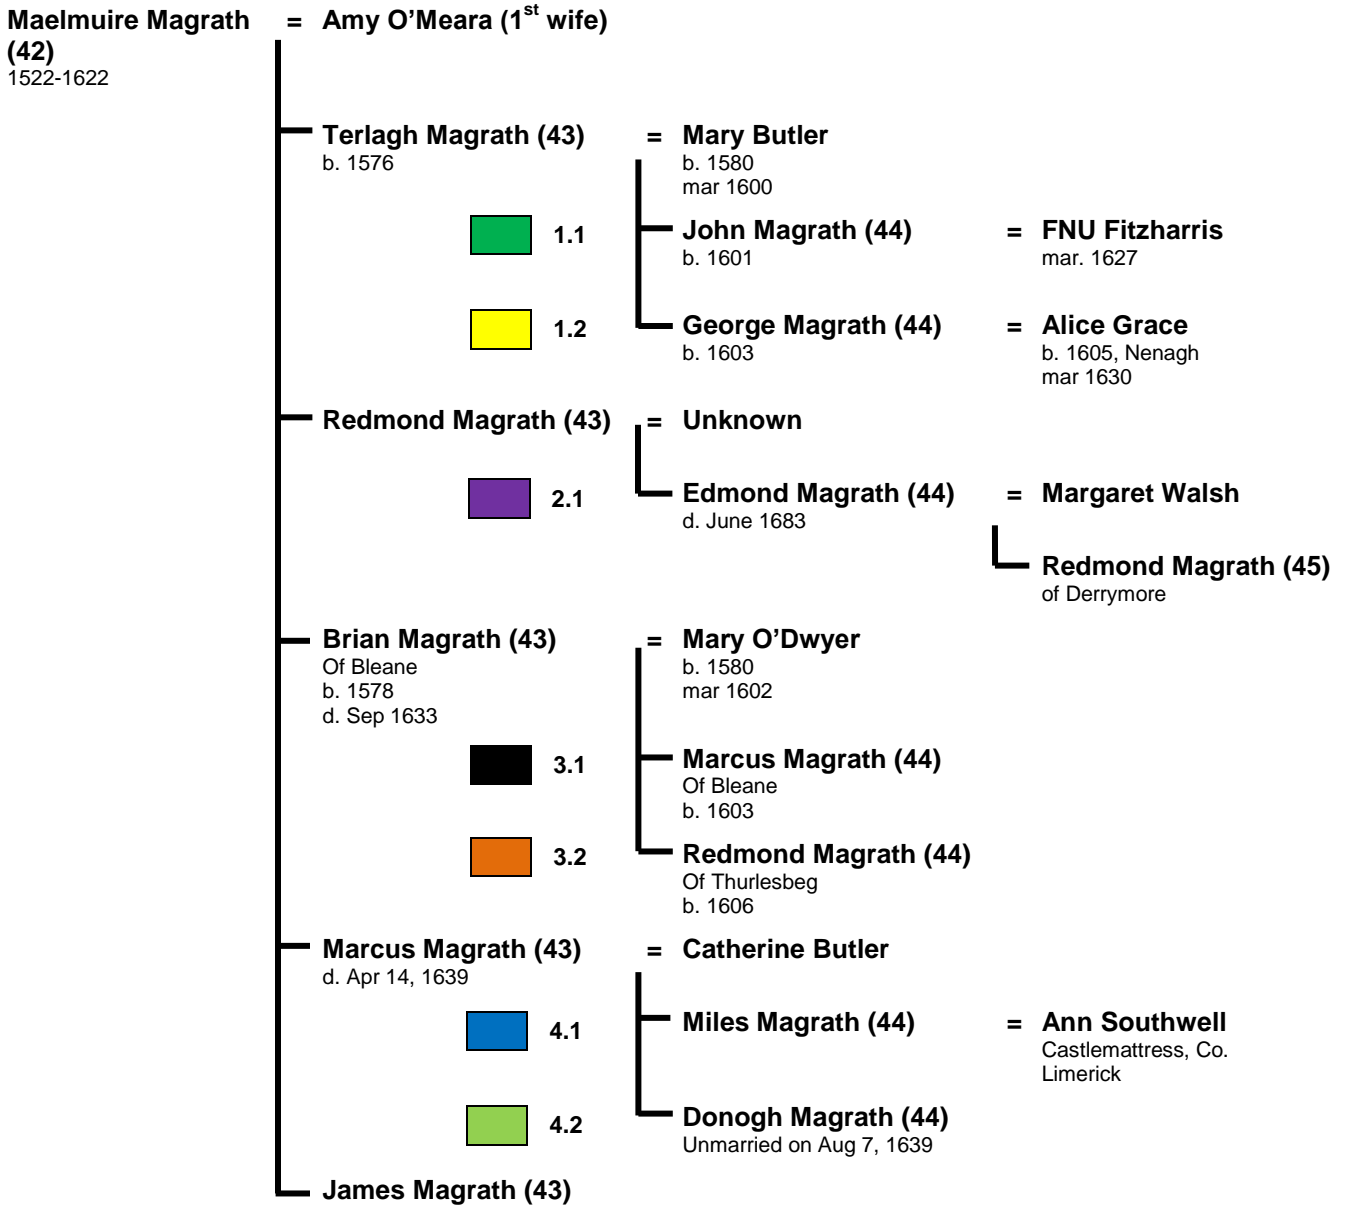 Maelmuire Magrath = Amy O’Meara (1st wife)
(42)
1522-1622
Terlagh Magrath (43) = Mary Butler
b. 1576 b. 1580
mar 1600
1.1 John Magrath (44) = FNU Fitzharris
b. 1601 mar. 1627
1.2 George Magrath (44) = Alice Grace
b. 1603 b. 1605, Nenagh
mar 1630
Redmond Magrath (43) = Unknown
2.1 Edmond Magrath (44) = Margaret Walsh
d. June 1683
Redmond Magrath (45)
of Derrymore
Brian Magrath (43) = Mary O’Dwyer
Of Bleane b. 1580
b. 1578 mar 1602
d. Sep 1633
3.1 Marcus Magrath (44)
Of Bleane
b. 1603
3.2 Redmond Magrath (44)
Of Thurlesbeg
b. 1606
Marcus Magrath (43) = Catherine Butler
d. Apr 14, 1639
4.1 Miles Magrath (44) = Ann Southwell
Castlemattress, Co.
Limerick
4.2 Donogh Magrath (44)
Unmarried on Aug 7, 1639
James Magrath (43)